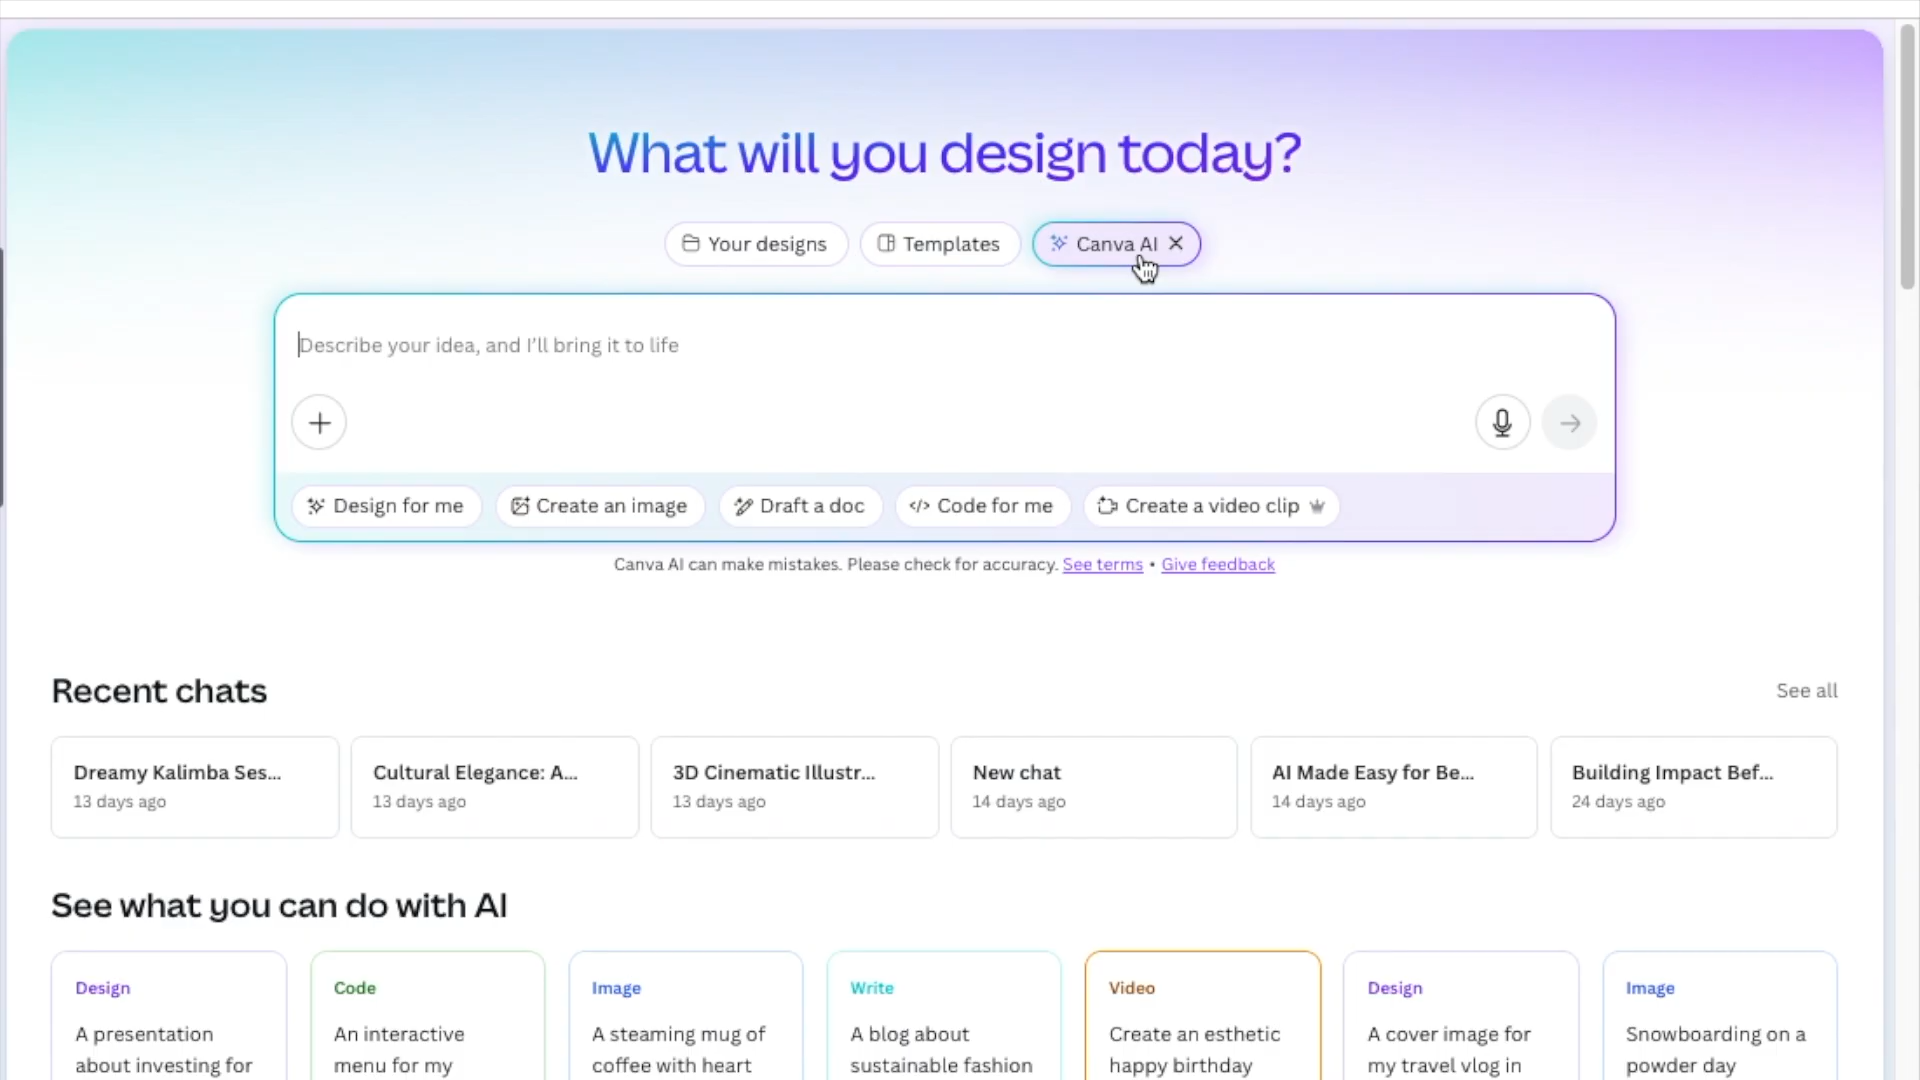 What will you design today?
Your designs
Templates
Canva AI
Describe your idea, and I'll bring it to life
Design for me
Create an image
Draft a doc
Code for me
Create a video clip
Canva AI can make mistakes. Please check for accuracy. See terms • Give feedback
Recent chats
See all
Dreamy Kalimba Ses...
13 days ago
Cultural Elegance: A...
13 days ago
3D Cinematic Illustr...
13 days ago
New chat
14 days ago
AI Made Easy for Be...
14 days ago
Building Impact Bef...
24 days ago
See what you can do with AI
Design
A presentation
about investing for
Code
An interactive
menu for my
Image
A steaming mug of
coffee with heart
Write
A blog about
sustainable fashion
Video
Create an esthetic
happy birthday
Design
A cover image for
my travel vlog in
Image
Snowboarding on a
powder day